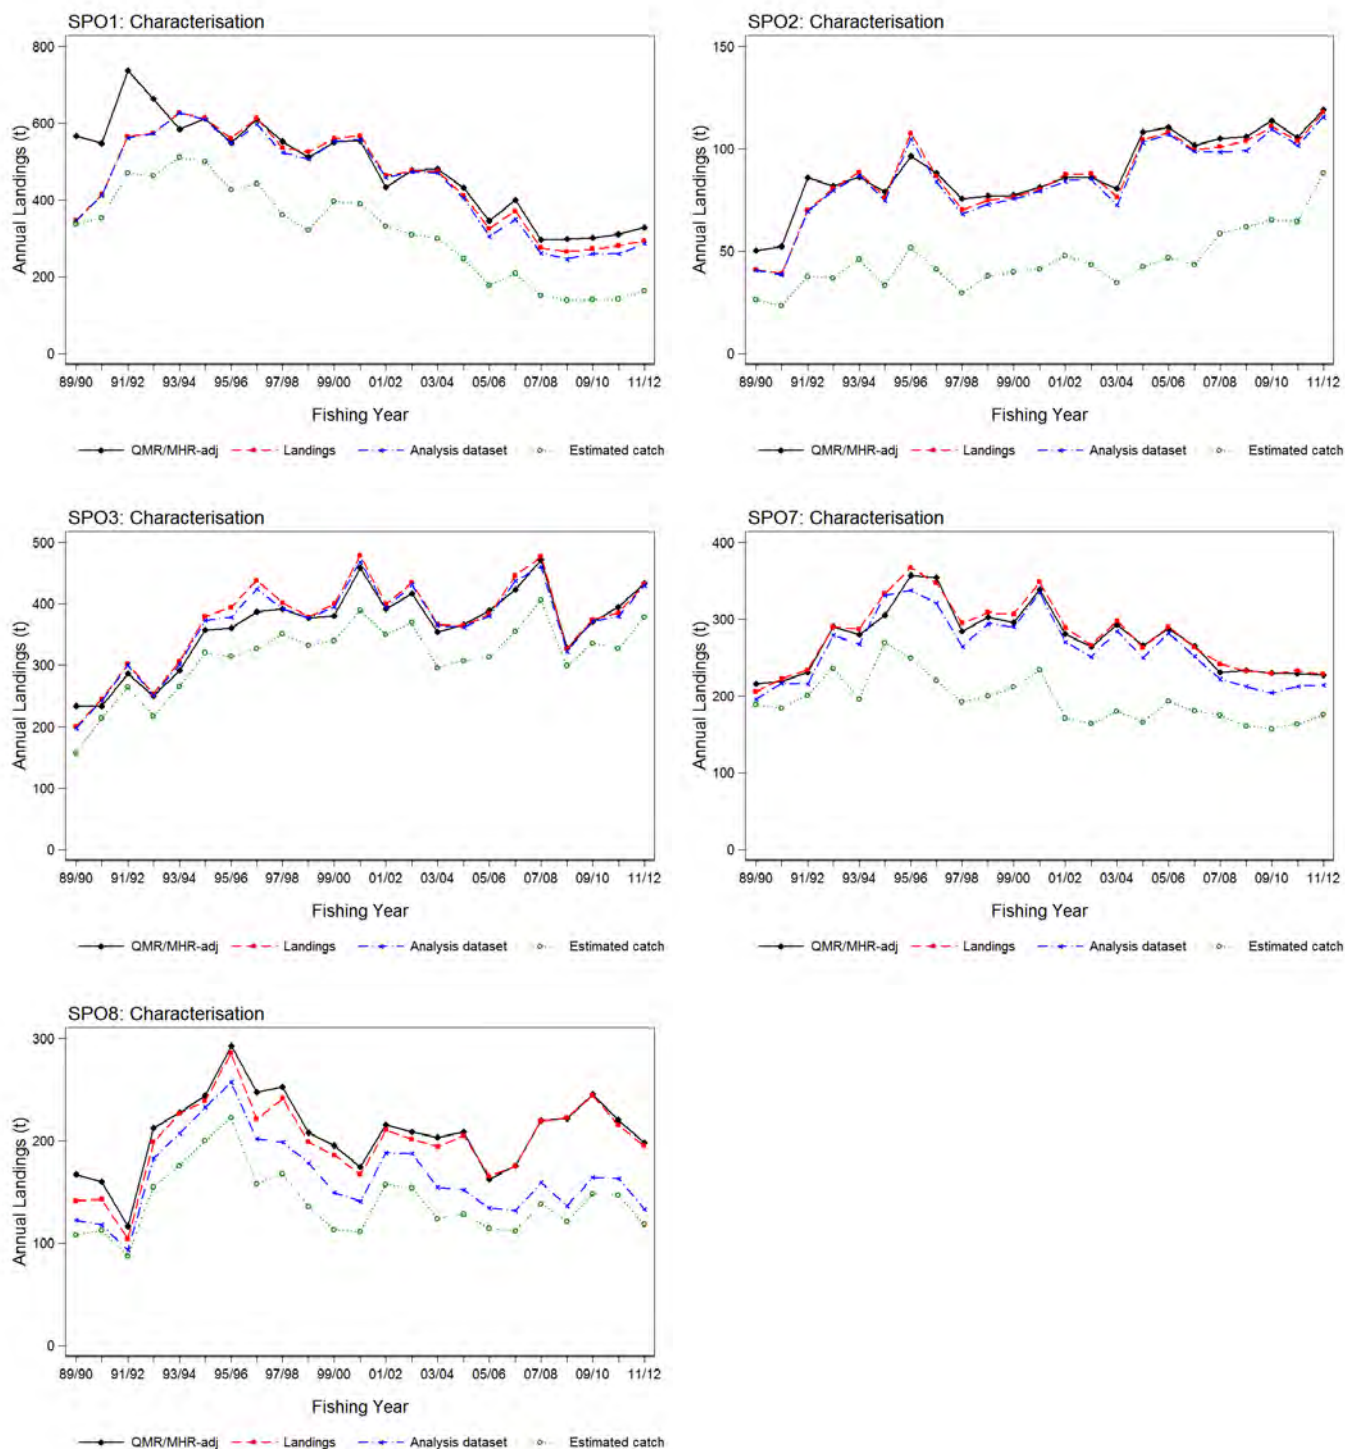 SPO1: Characterisation
Annual Landings (t)
800
600
400
200
0
89/90 91/92 93/94 95/96 97/98 99/00 01/02 03/04 05/06 07/08 09/10 11/12
Fishing Year
QMR/MHR-adj Landings Analysis dataset Estimated catch
SPO2: Characterisation
Annual Landings (t)
150
100
50
0
89/90 91/92 93/94 95/96 97/98 99/00 01/02 03/04 05/06 07/08 09/10 11/12
Fishing Year
QMR/MHR-adj Landings Analysis dataset Estimated catch
SPO3: Characterisation
Annual Landings (t)
500
400
300
200
100
0
89/90 91/92 93/94 95/96 97/98 99/00 01/02 03/04 05/06 07/08 09/10 11/12
Fishing Year
QMR/MHR-adj Landings Analysis dataset Estimated catch
SPO7: Characterisation
Annual Landings (t)
400
300
200
100
0
89/90 91/92 93/94 95/96 97/98 99/00 01/02 03/04 05/06 07/08 09/10 11/12
Fishing Year
QMR/MHR-adj Landings Analysis dataset Estimated catch
SPO8: Characterisation
Annual Landings (t)
300
200
100
0
89/90 91/92 93/94 95/96 97/98 99/00 01/02 03/04 05/06 07/08 09/10 11/12
Fishing Year
QMR/MHR-adj Landings Analysis dataset Estimated catch